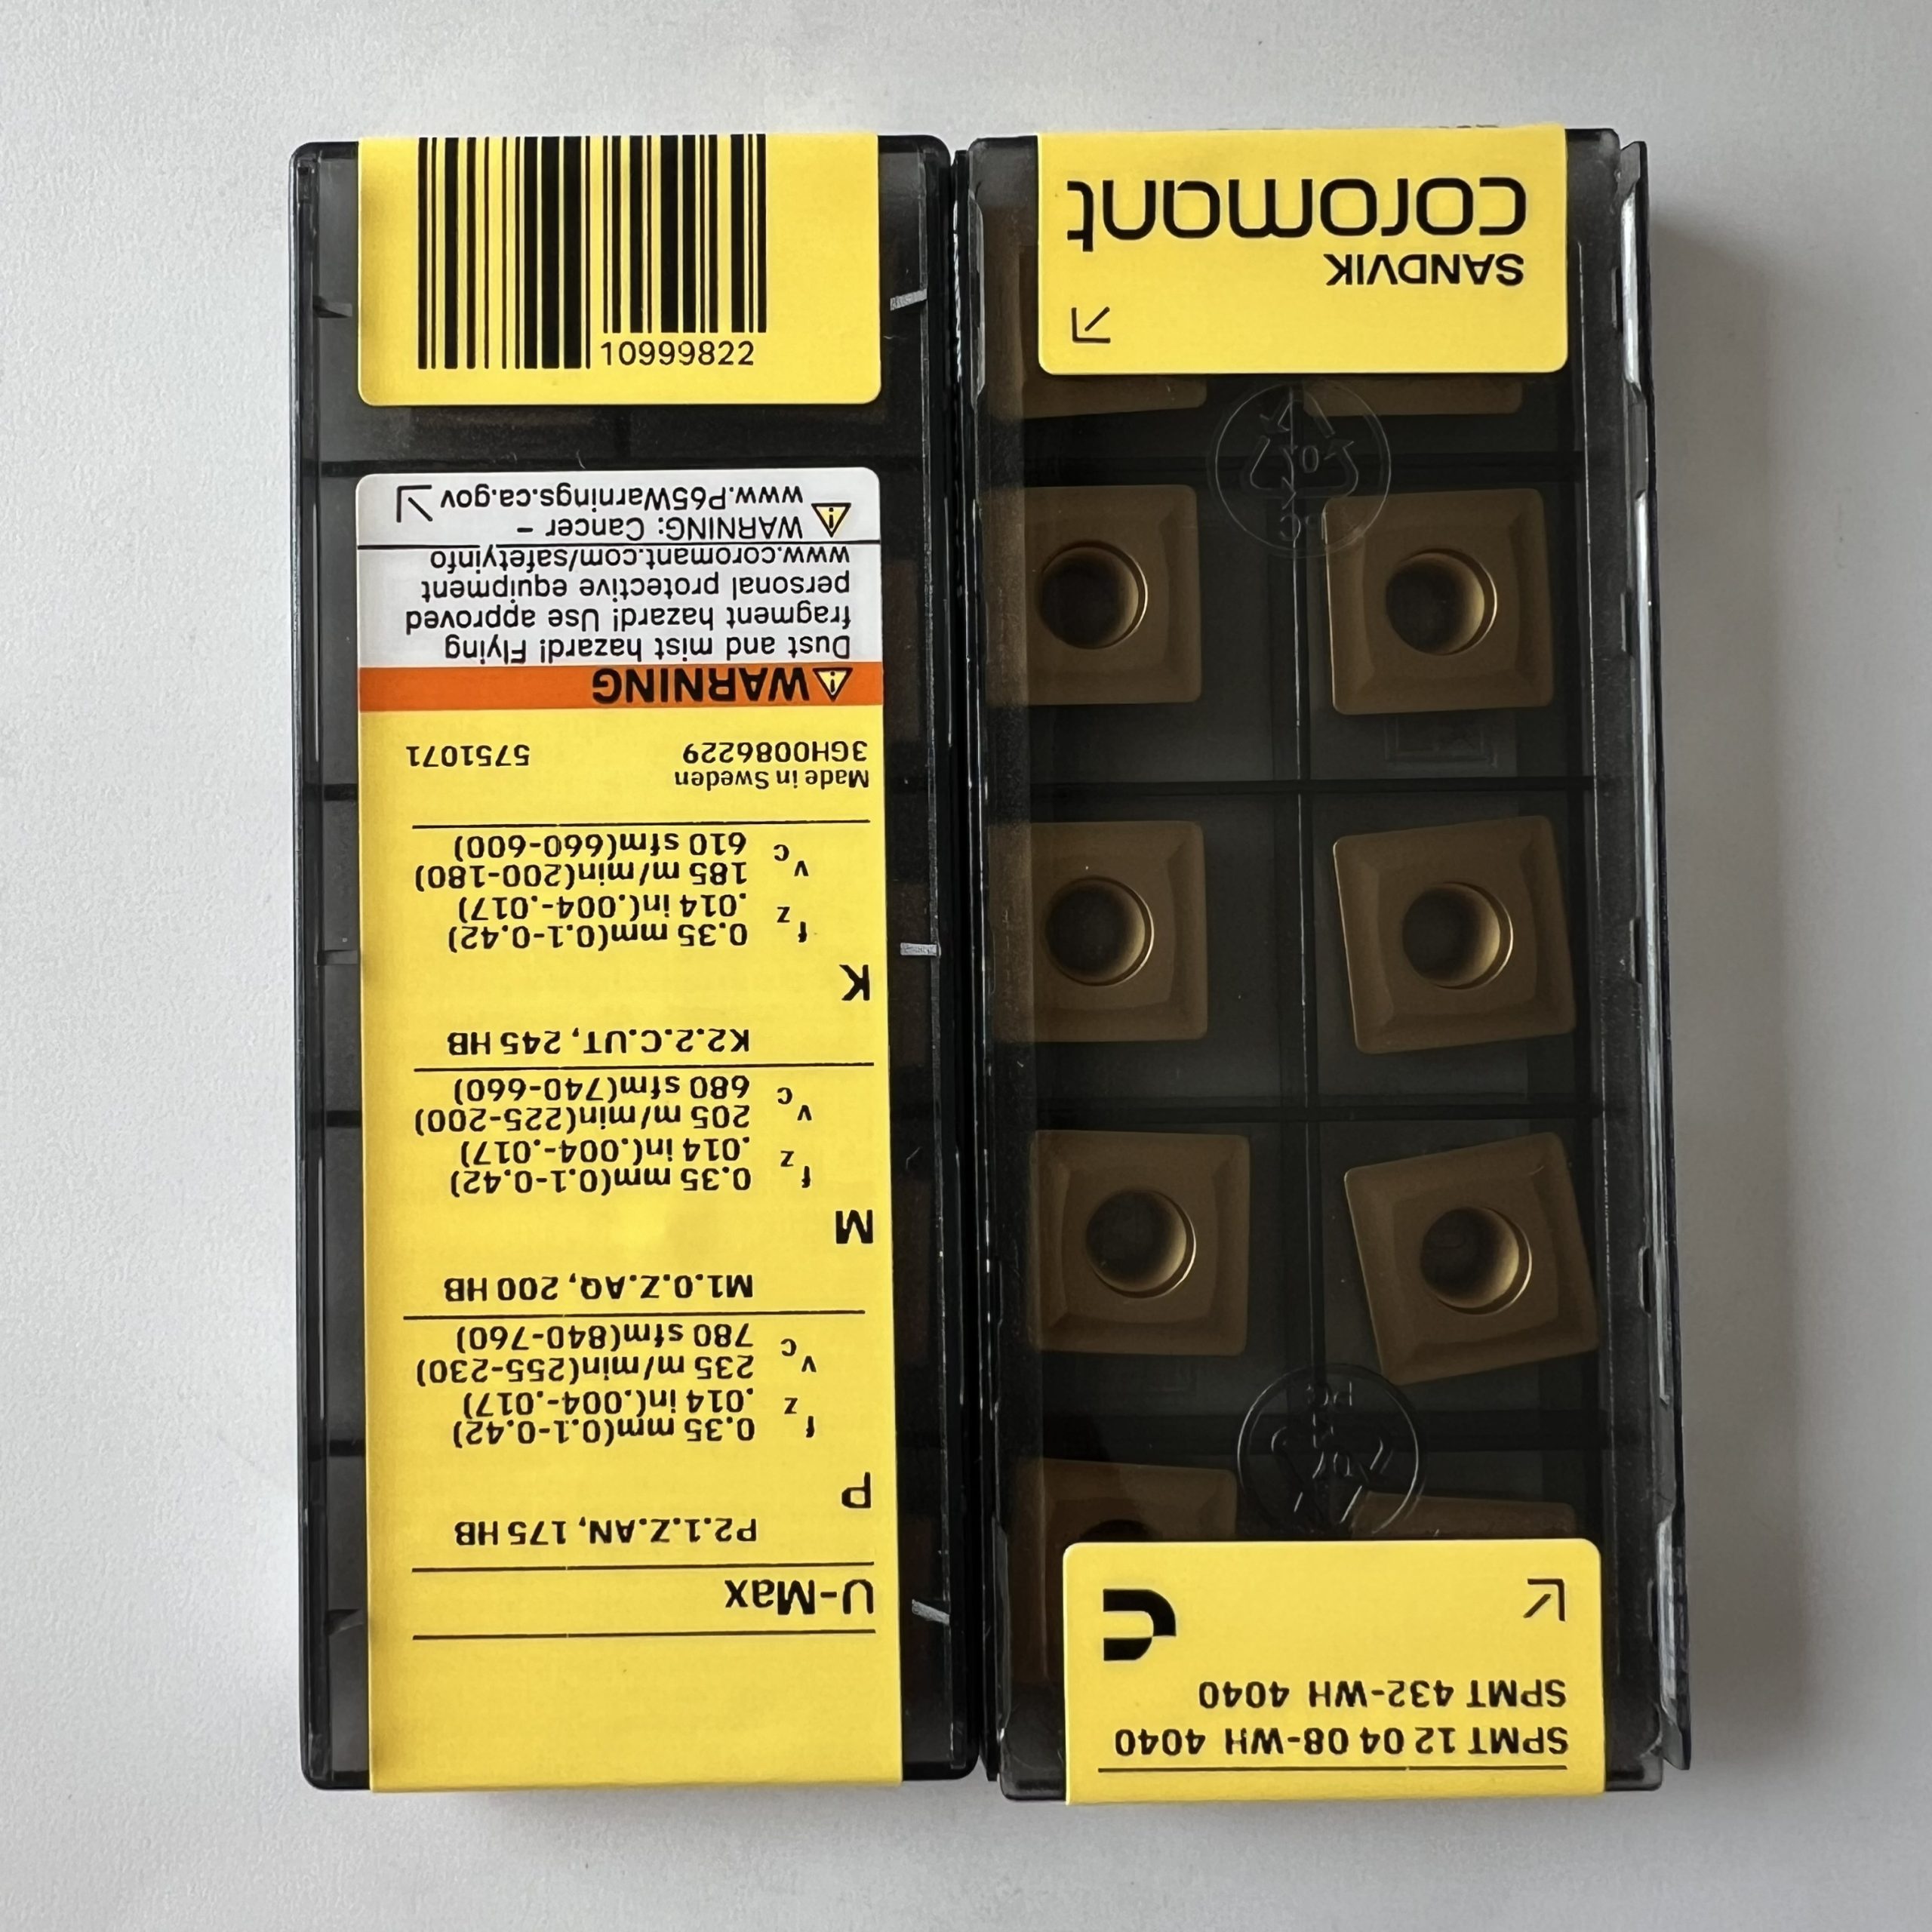 SPMT 12 04 08-WH 4040
SPMT 432-WH 4040
SANDVIK
coromant
U-Max
P2.1.Z.AN, 175 HB
P
f z 0.35 mm(0.1-0.42)
.014 in(.004-.017)
v c 235 m/min(255-230)
780 sfm(840-760)
M1.0.Z.AQ, 200 HB
M
f z 0.35 mm(0.1-0.42)
.014 in(.004-.017)
v c 205 m/min(225-200)
680 sfm(740-660)
K2.2.C.UT, 245 HB
K
f z 0.35 mm(0.1-0.42)
.014 in(.004-.017)
v c 185 m/min(200-180)
610 sfm(660-600)
Made in Sweden
3GH0086229 5751071
WARNING
Dust and mist hazard! Flying
fragment hazard! Use approved
personal protective equipment
www.coromant.com/safetyinfo
WARNING: Cancer –
www.P65Warnings.ca.gov
10999822
PC